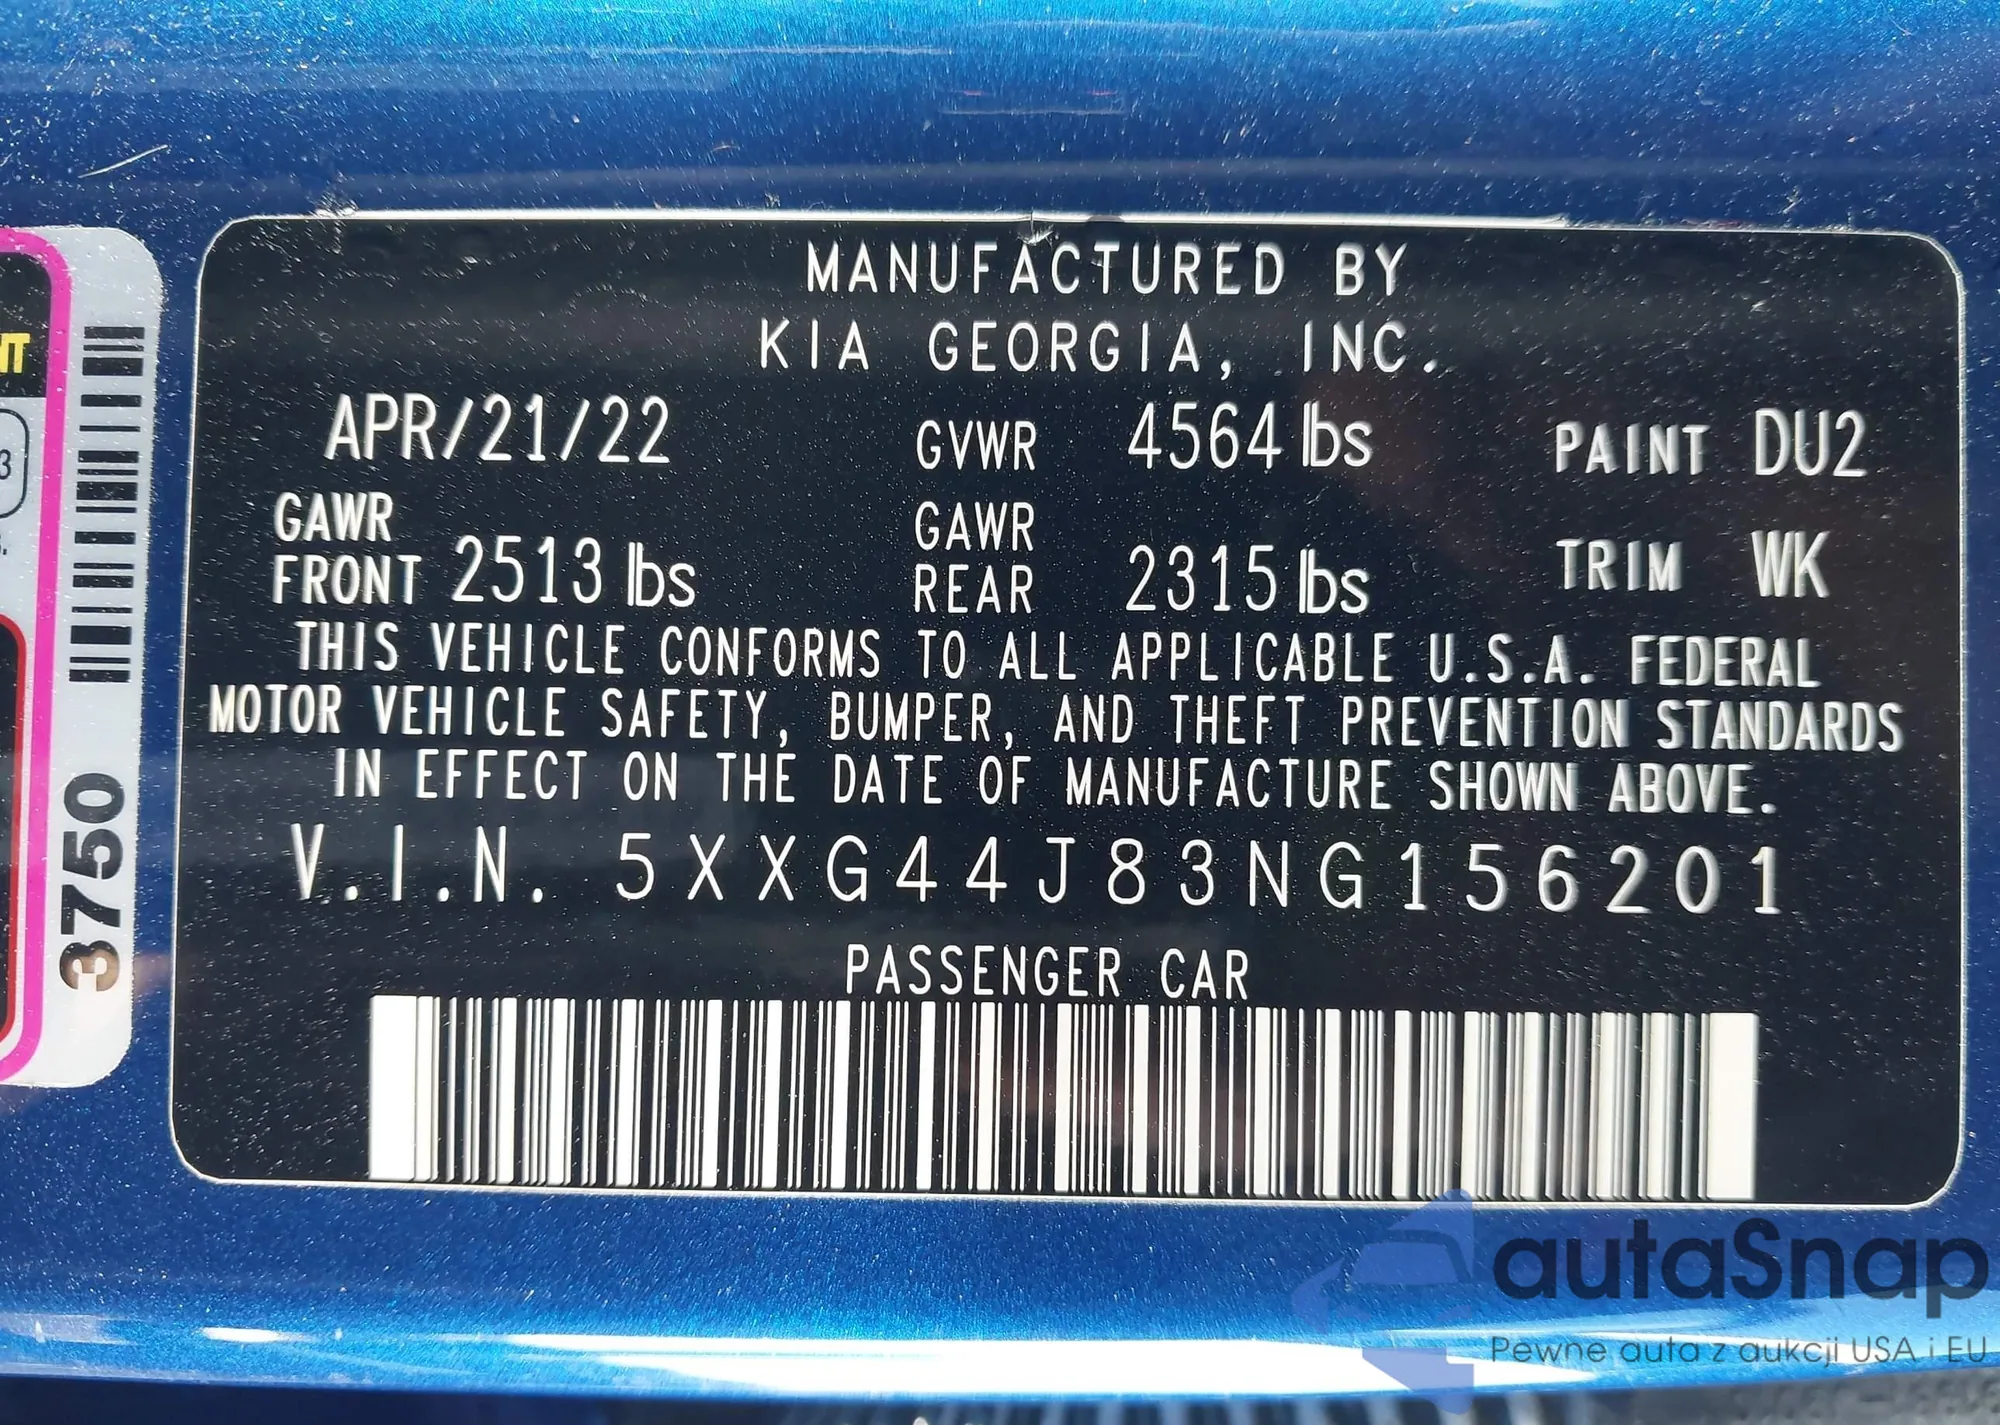 MANUFACTURED BY
KIA GEORGIA, INC.
APR/21/22 GVWR 4564 lbs PAINT DU2
GAWR FRONT 2513 lbs GAWR REAR 2315 lbs TRIM WK
THIS VEHICLE CONFORMS TO ALL APPLICABLE U.S.A. FEDERAL
MOTOR VEHICLE SAFETY, BUMPER, AND THEFT PREVENTION STANDARDS
IN EFFECT ON THE DATE OF MANUFACTURE SHOWN ABOVE.
V.I.N. 5XXG44J83NG156201
PASSENGER CAR
3750
autaSnap
Pewne auta z aukcji USA i EU